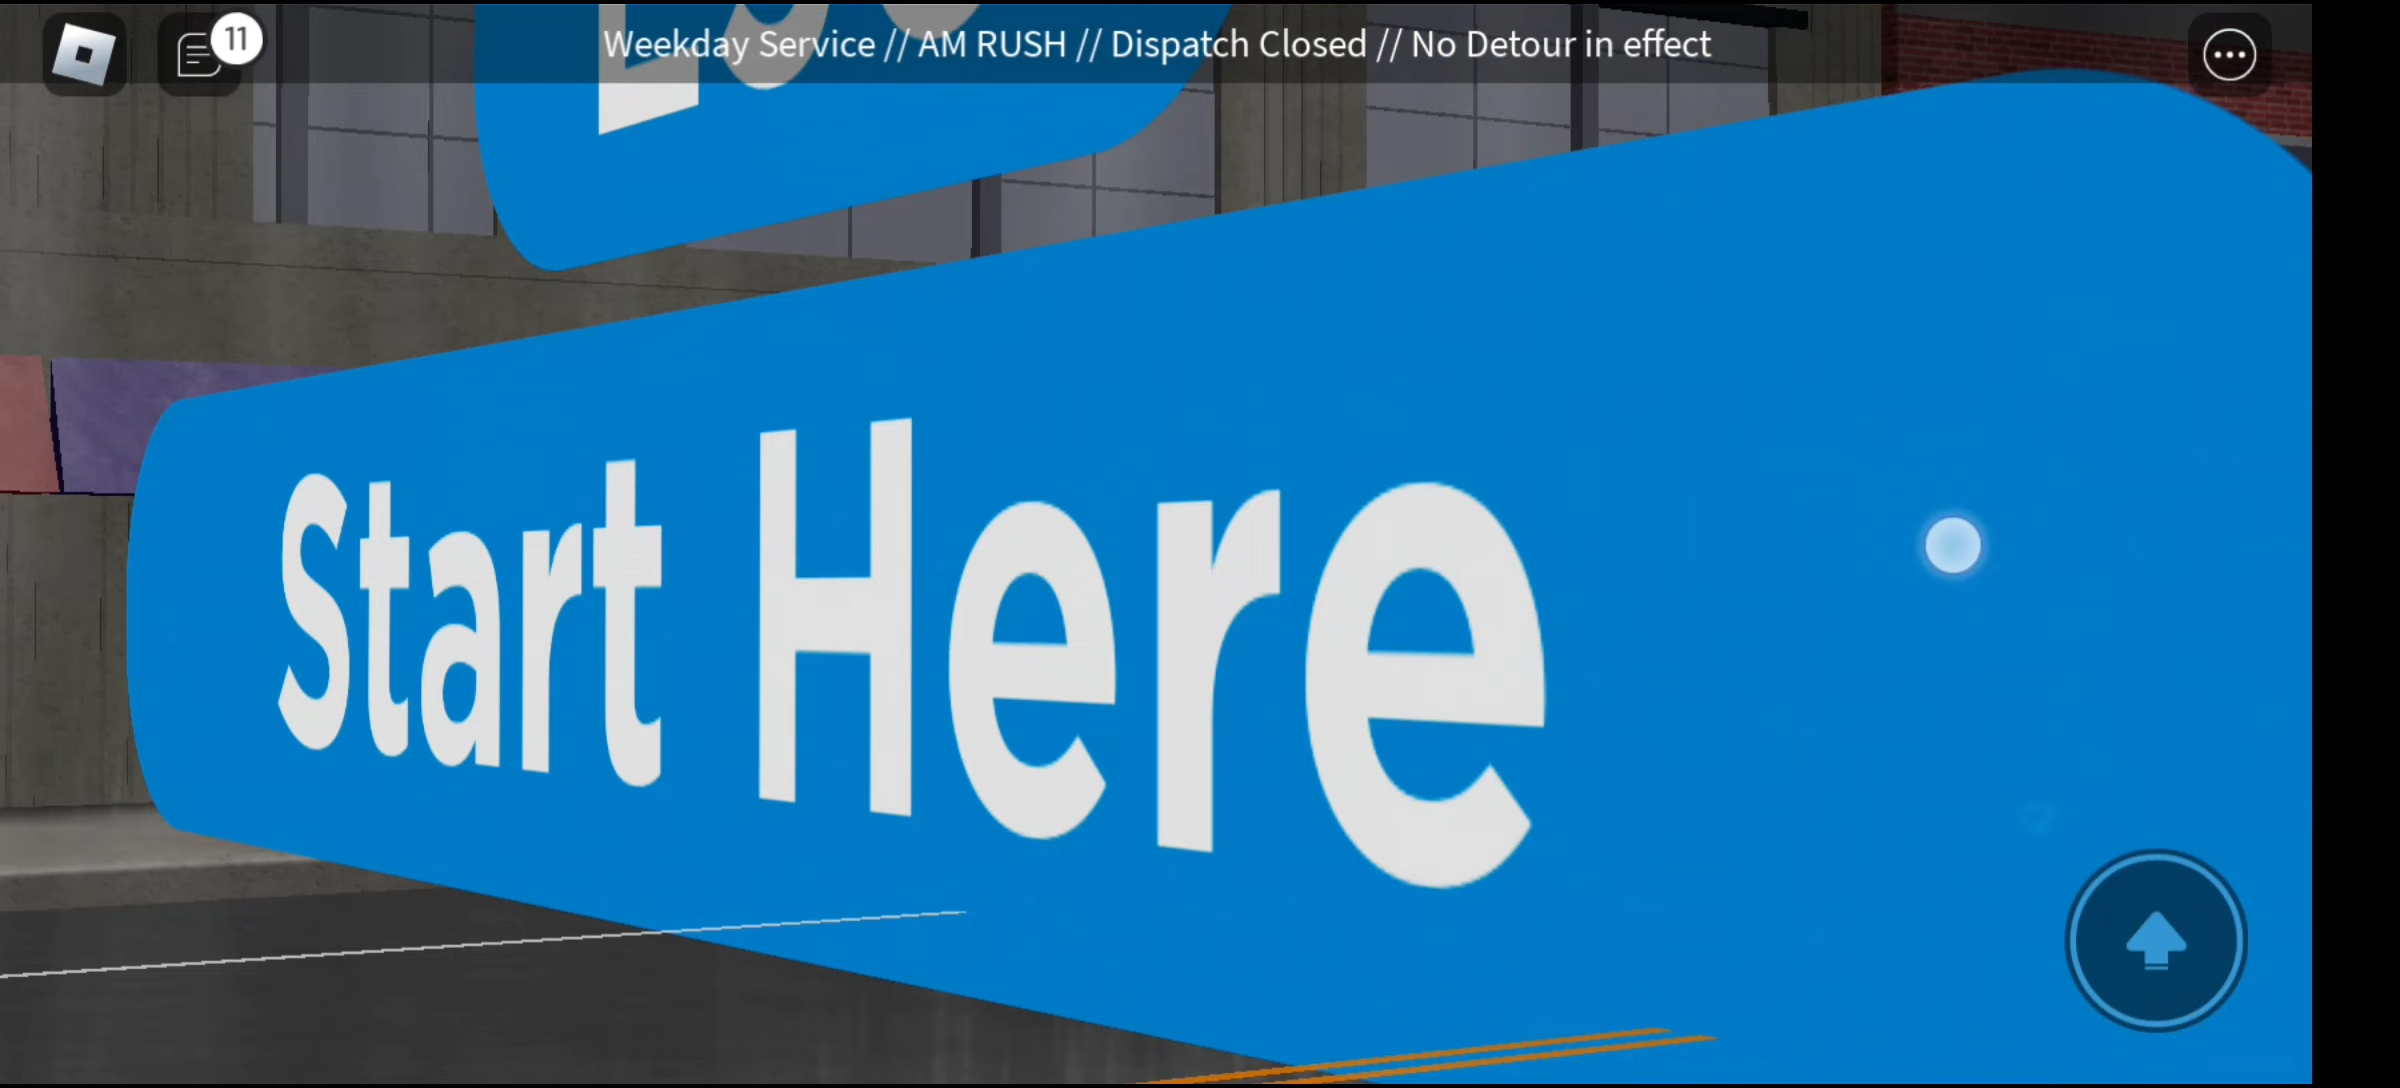 11
Weekday Service // AM RUSH // Dispatch Closed // No Detour in effect
Start Here